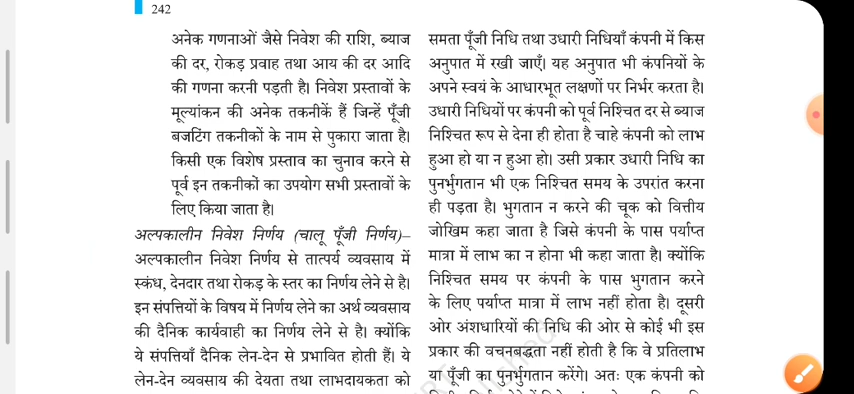 242
अनेक गणनाओं जैसे निवेश की राशि, ब्याज
की दर, रोकड़ प्रवाह तथा आय की दर आदि
की गणना करनी पड़ती है। निवेश प्रस्तावों के
मूल्यांकन की अनेक तकनीकें हैं जिन्हें पूँजी
बजटिंग तकनीकों के नाम से पुकारा जाता है।
किसी एक विशेष प्रस्ताव का चुनाव करने से
पूर्व इन तकनीकों का उपयोग सभी प्रस्तावों के
लिए किया जाता है।
अल्पकालीन निवेश निर्णय (चालू पूँजी निर्णय)–
अल्पकालीन निवेश निर्णय से तात्पर्य व्यवसाय में
स्कंध, देनदार तथा रोकड़ के स्तर का निर्णय लेने से है।
इन संपत्तियों के विषय में निर्णय लेने का अर्थ व्यवसाय
की दैनिक कार्यवाही का निर्णय लेने से है। क्योंकि
ये संपत्तियाँ दैनिक लेन-देन से प्रभावित होती हैं। ये
लेन-देन व्यवसाय की देयता तथा लाभदायकता को
समता पूँजी निधि तथा उधारी निधियाँ कंपनी में किस
अनुपात में रखी जाएँ। यह अनुपात भी कंपनियों के
अपने स्वयं के आधारभूत लक्षणों पर निर्भर करता है।
उधारी निधियों पर कंपनी को पूर्व निश्चित दर से ब्याज
निश्चित रूप से देना ही होता है चाहे कंपनी को लाभ
हुआ हो या न हुआ हो। उसी प्रकार उधारी निधि का
पुनर्भुगतान भी एक निश्चित समय के उपरांत करना
ही पड़ता है। भुगतान न करने की चूक को वित्तीय
जोखिम कहा जाता है जिसे कंपनी के पास पर्याप्त
मात्रा में लाभ का न होना भी कहा जाता है। क्योंकि
निश्चित समय पर कंपनी के पास भुगतान करने
के लिए पर्याप्त मात्रा में लाभ नहीं होता है। दूसरी
ओर अंशधारियों की निधि की ओर से कोई भी इस
प्रकार की वचनबद्धता नहीं होती है कि वे प्रतिलाभ
या पूँजी का पुनर्भुगतान करेंगे। अतः एक कंपनी को